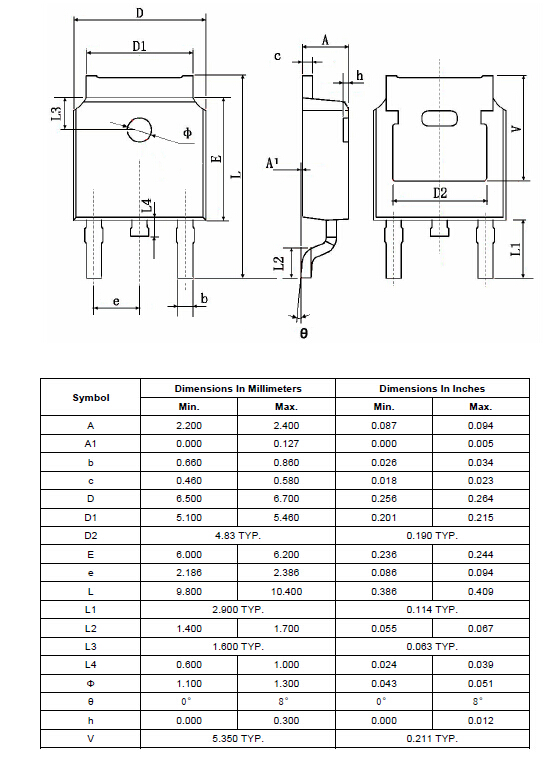 D
A
D1
c
h
L3
Φ
E
L
V
A1
L4
D2
L2
L1
e
b
θ
Symbol Dimensions In Millimeters Dimensions In Inches
Min. Max. Min. Max.
A 2.200 2.400 0.087 0.094
A1 0.000 0.127 0.000 0.005
b 0.660 0.860 0.026 0.034
c 0.460 0.580 0.018 0.023
D 6.500 6.700 0.256 0.264
D1 5.100 5.460 0.201 0.215
D2 4.83 TYP. 0.190 TYP.
E 6.000 6.200 0.236 0.244
e 2.186 2.386 0.086 0.094
L 9.800 10.400 0.386 0.409
L1 2.900 TYP. 0.114 TYP.
L2 1.400 1.700 0.055 0.067
L3 1.600 TYP. 0.063 TYP.
L4 0.600 1.000 0.024 0.039
Φ 1.100 1.300 0.043 0.051
θ 0° 8° 0° 8°
h 0.000 0.300 0.000 0.012
V 5.350 TYP. 0.211 TYP.